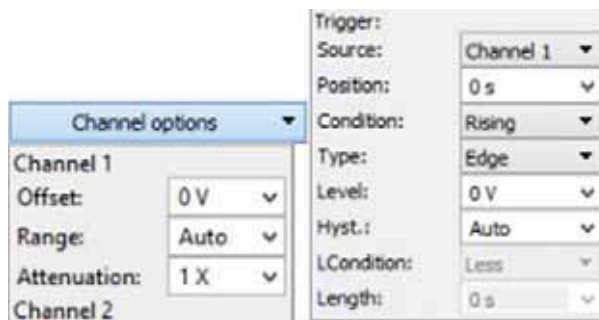 Channel options
Channel 1
Offset: 0 V
Range: Auto
Attenuation: 1 X
Channel 2
Trigger:
Source: Channel 1
Position: 0 s
Condition: Rising
Type: Edge
Level: 0 V
Hyst.: Auto
LCondition: Less
Length: 0 s